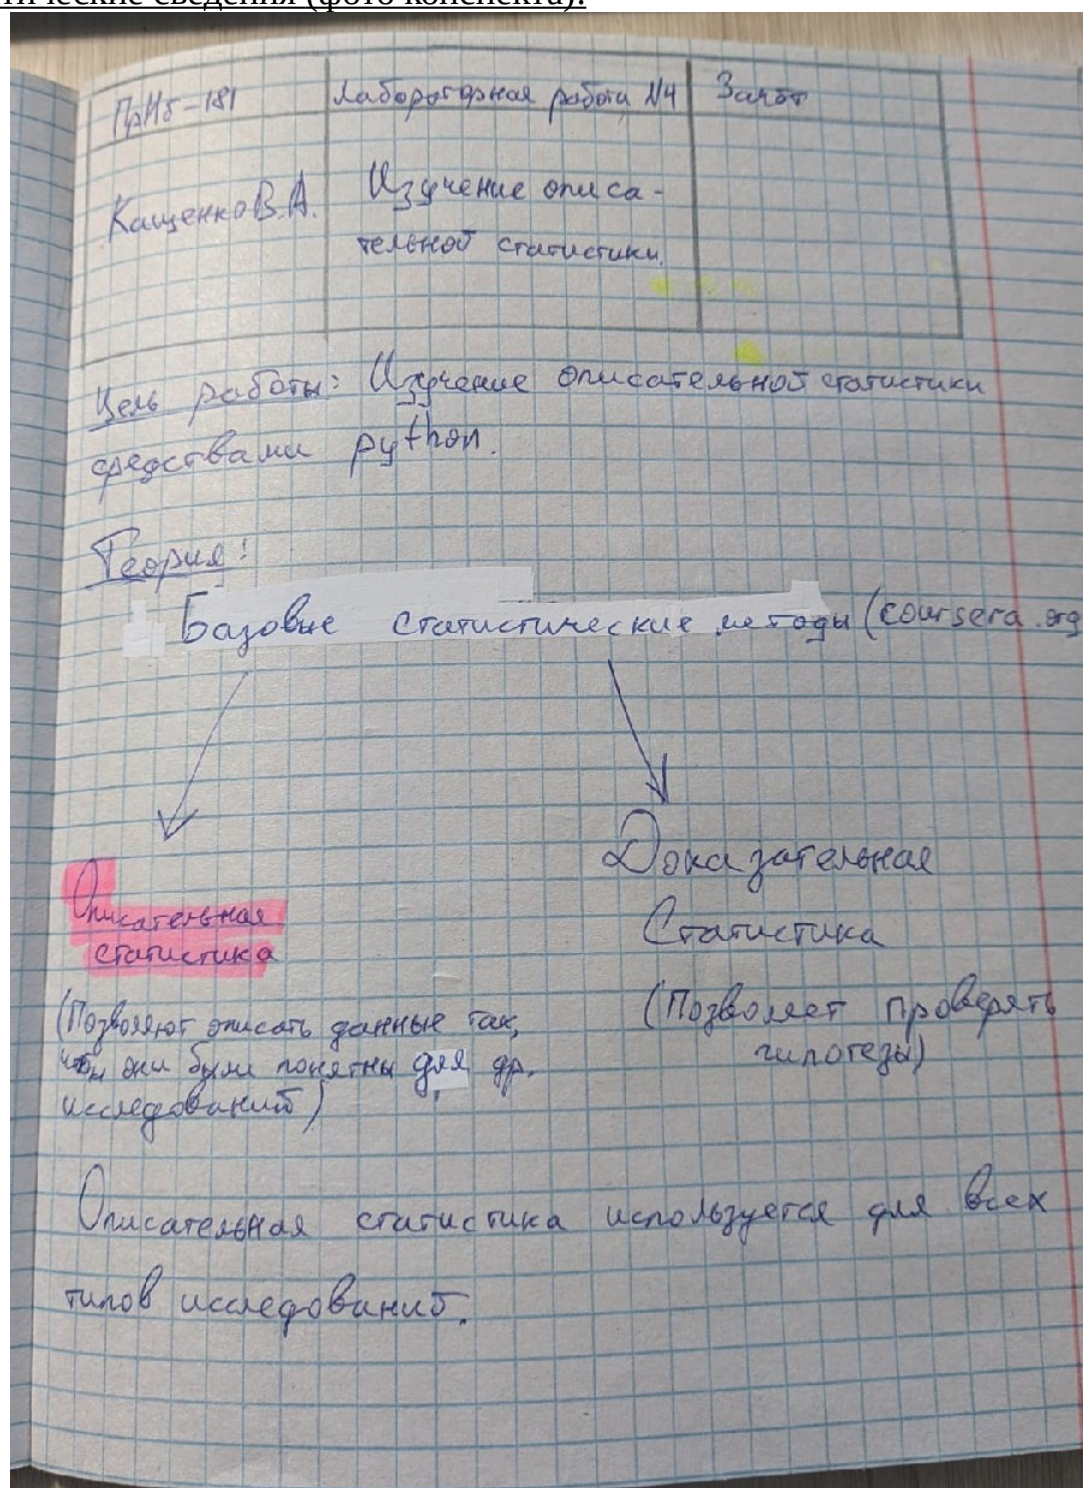 тические сведения (фото конспекта):
ПрИб-181 Лабораторная работа №4 Зачёт
Кащенко В.А. Изучение описа-
тельной статистики.
Цель работы: Изучение описательной статистики
средствами python.
Теория:
Базовые статистические методы (coursera.org
Описательная
статистика
Доказательная
Статистика
(Позволяют описать данные так,
чтобы они были понятны для др.
исследований)
(Позволяет проверять
гипотезы)
Описательная статистика используется для всех
типов исследований.